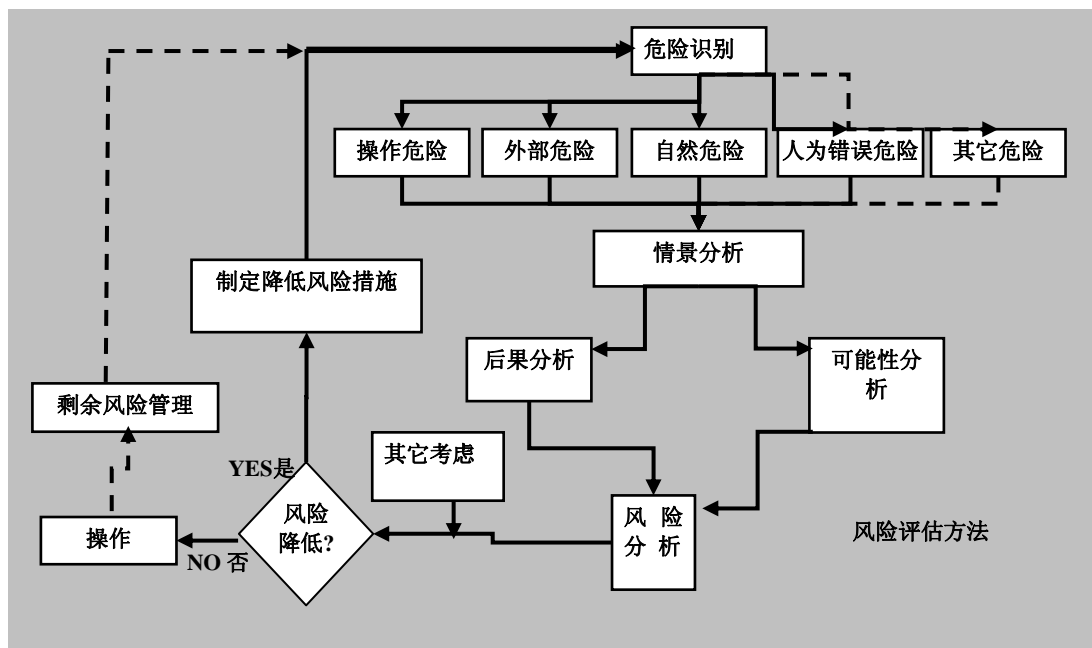 危险识别
操作危险
外部危险
自然危险
人为错误危险
其它危险
情景分析
制定降低风险措施
后果分析
可能性分
析
剩余风险管理
其它考虑
YES是
风 险
分 析
风险
降低?
操作
NO 否
风险评估方法